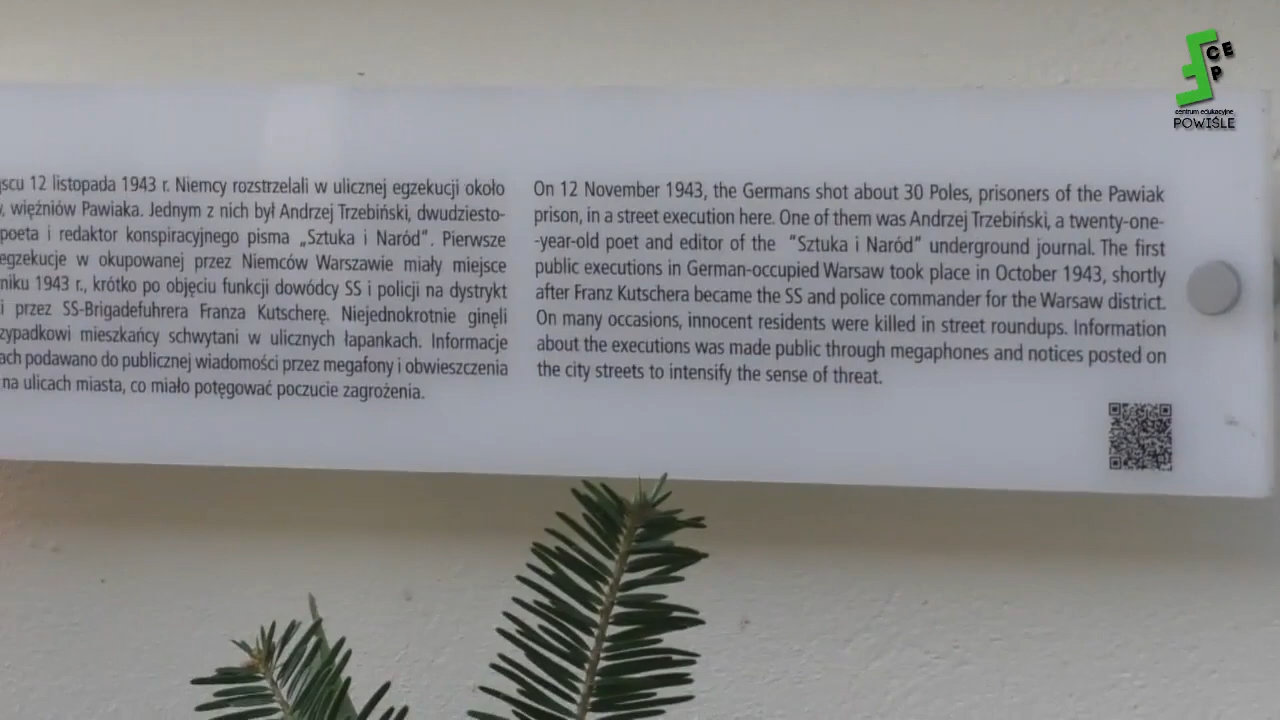 scu 12 listopada 1943 r. Niemcy rozstrzelali w ulicznej egzekucji około
, więźniów Pawiaka. Jednym z nich był Andrzej Trzebiński, dwudziesto-
poeta i redaktor konspiracyjnego pisma „Sztuka i Naród”. Pierwsze
egzekucje w okupowanej przez Niemców Warszawie miały miejsce
niku 1943 r., krótko po objęciu funkcji dowódcy SS i policji na dystrykt
i przez SS-Brigadefuhrera Franza Kutscherę. Niejednokrotnie ginęli
zypadkowi mieszkańcy schwytani w ulicznych łapankach. Informacje
ach podawano do publicznej wiadomości przez megafony i obwieszczenia
na ulicach miasta, co miało potęgować poczucie zagrożenia.
On 12 November 1943, the Germans shot about 30 Poles, prisoners of the Pawiak
prison, in a street execution here. One of them was Andrzej Trzebiński, a twenty-one-
-year-old poet and editor of the “Sztuka i Naród” underground journal. The first
public executions in German-occupied Warsaw took place in October 1943, shortly
after Franz Kutschera became the SS and police commander for the Warsaw district.
On many occasions, innocent residents were killed in street roundups. Information
about the executions was made public through megaphones and notices posted on
the city streets to intensify the sense of threat.
CE
P
centrum edukacyjne
POWIŚLE